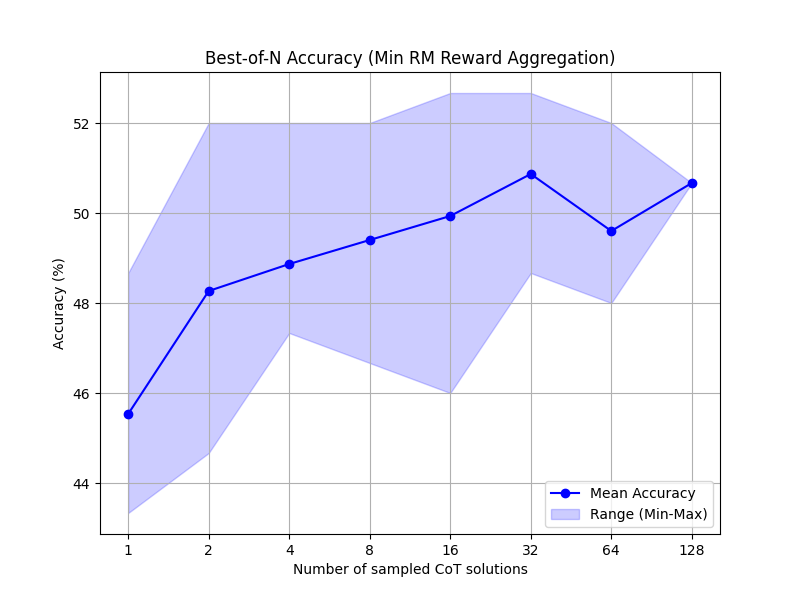 Best-of-N Accuracy (Min RM Reward Aggregation)
Accuracy (%)
52
50
48
46
44
1 2 4 8 16 32 64 128
Number of sampled CoT solutions
Mean Accuracy
Range (Min-Max)